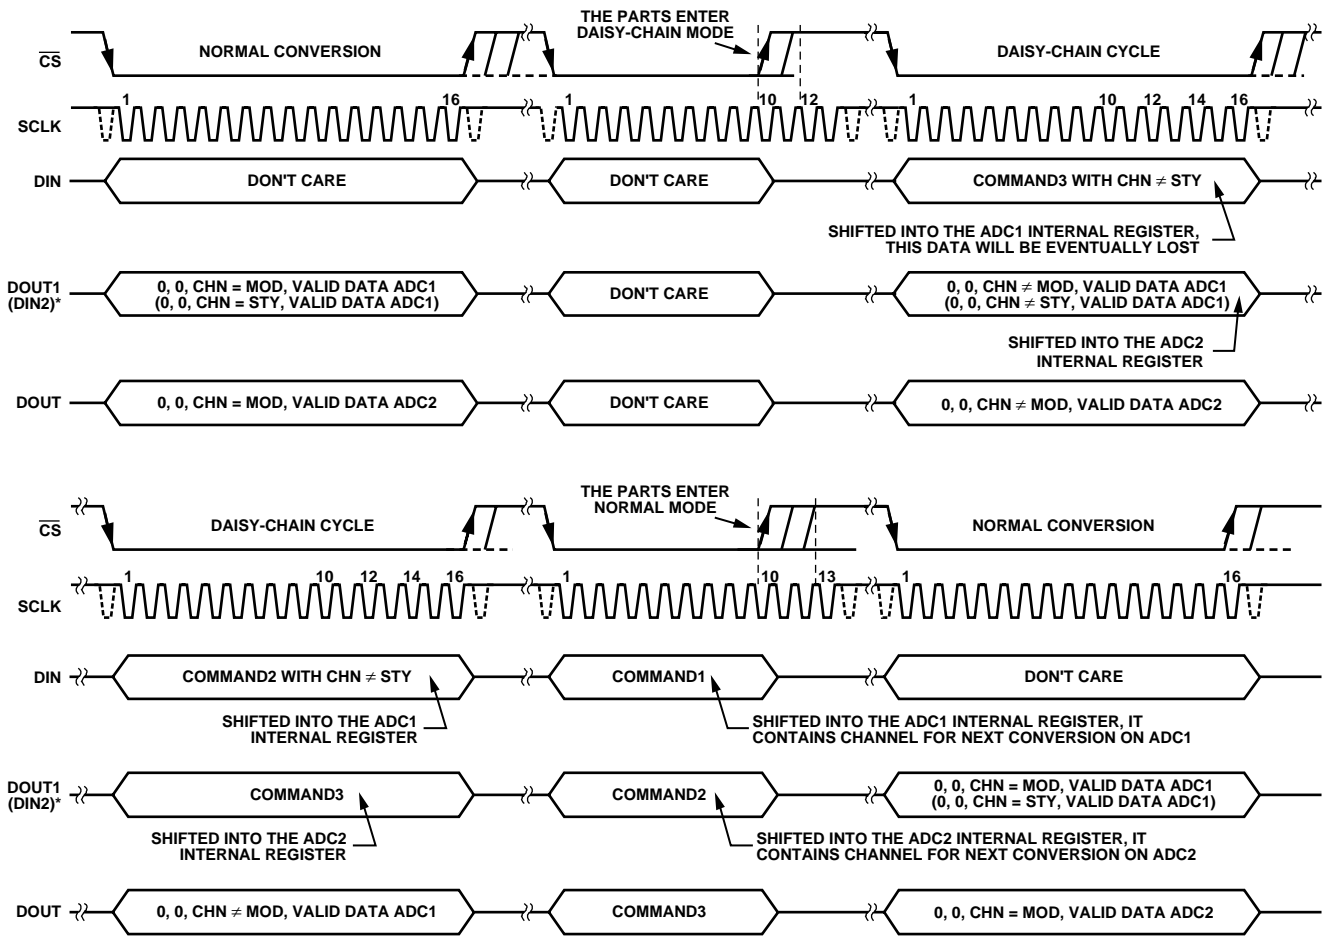 THE PARTS ENTER
DAISY-CHAIN MODE
CS
NORMAL CONVERSION
DAISY-CHAIN CYCLE
SCLK
1 16 1 10 12 1 10 12 14 16
DIN
DON'T CARE
DON'T CARE
COMMAND3 WITH CHN ≠ STY
SHIFTED INTO THE ADC1 INTERNAL REGISTER,
THIS DATA WILL BE EVENTUALLY LOST
DOUT1
(DIN2)*
0, 0, CHN = MOD, VALID DATA ADC1
(0, 0, CHN = STY, VALID DATA ADC1)
DON'T CARE
0, 0, CHN ≠ MOD, VALID DATA ADC1
(0, 0, CHN ≠ STY, VALID DATA ADC1)
SHIFTED INTO THE ADC2
INTERNAL REGISTER
DOUT
0, 0, CHN = MOD, VALID DATA ADC2
DON'T CARE
0, 0, CHN ≠ MOD, VALID DATA ADC2
THE PARTS ENTER
NORMAL MODE
CS
DAISY-CHAIN CYCLE
NORMAL CONVERSION
SCLK
1 10 12 14 16 1 10 13 1 16
DIN
COMMAND2 WITH CHN ≠ STY
COMMAND1
DON'T CARE
SHIFTED INTO THE ADC1
INTERNAL REGISTER
SHIFTED INTO THE ADC1 INTERNAL REGISTER, IT
CONTAINS CHANNEL FOR NEXT CONVERSION ON ADC1
DOUT1
(DIN2)*
COMMAND3
COMMAND2
0, 0, CHN = MOD, VALID DATA ADC1
(0, 0, CHN = STY, VALID DATA ADC1)
SHIFTED INTO THE ADC2
INTERNAL REGISTER
SHIFTED INTO THE ADC2 INTERNAL REGISTER, IT
CONTAINS CHANNEL FOR NEXT CONVERSION ON ADC2
DOUT
0, 0, CHN ≠ MOD, VALID DATA ADC1
COMMAND3
0, 0, CHN = MOD, VALID DATA ADC2